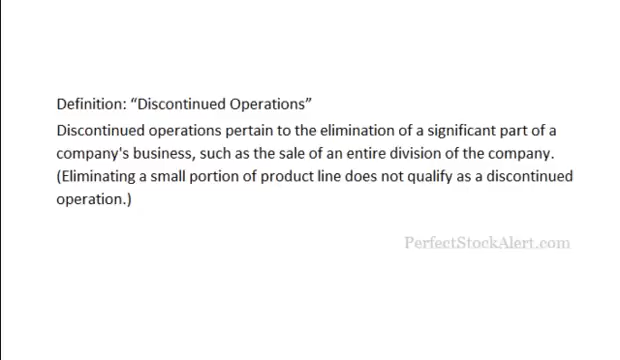 Definition: “Discontinued Operations”
Discontinued operations pertain to the elimination of a significant part of a
company's business, such as the sale of an entire division of the company.
(Eliminating a small portion of product line does not qualify as a discontinued
operation.)
PerfectStockAlert.com